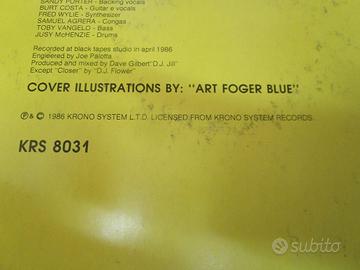 SANDY PORTER - Backing vocals
BURT COSTA - Guitar e vocals
FRED WYLIE - Synthesizer
SAMUEL AGRERA - Congas
TOBY VANGELO - Bass
JUSY McHENZIE - Drums
Recorded at black tapes studio in april 1986
Engieered by Joe Palotta
Produced and mixed by Dave Gilbert "D.J. Jill"
Except "Closer" by "D.J. Flower"
COVER ILLUSTRATIONS BY: "ART FOGER BLUE"
℗ & © 1986 KRONO SYSTEM L.T.D. LICENSED FROM KRONO SYSTEM RECORDS.
KRS 8031
subito